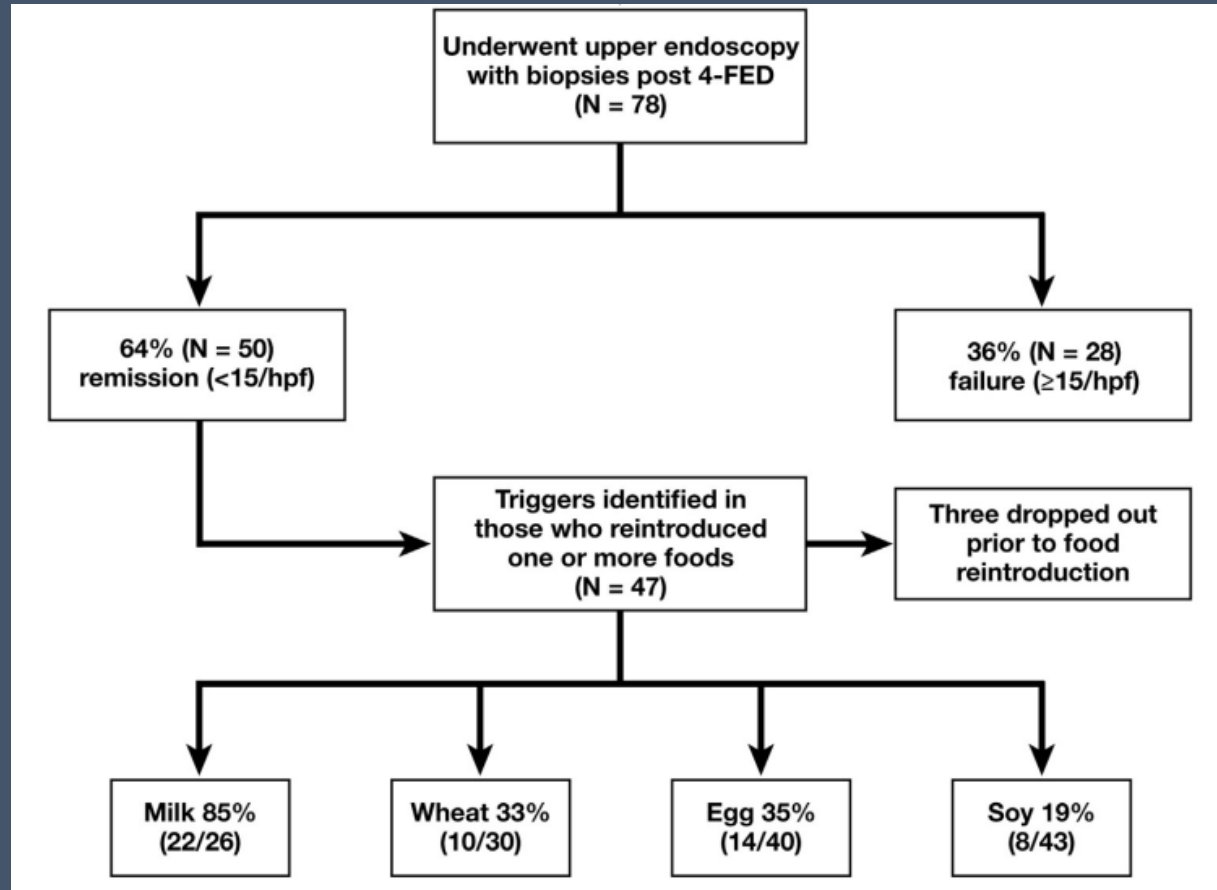 Underwent upper endoscopy
with biopsies post 4-FED
(N = 78)
64% (N = 50)
remission (<15/hpf)
36% (N = 28)
failure (≥15/hpf)
Triggers identified in
those who reintroduced
one or more foods
(N = 47)
Three dropped out
prior to food
reintroduction
Milk 85%
(22/26)
Wheat 33%
(10/30)
Egg 35%
(14/40)
Soy 19%
(8/43)